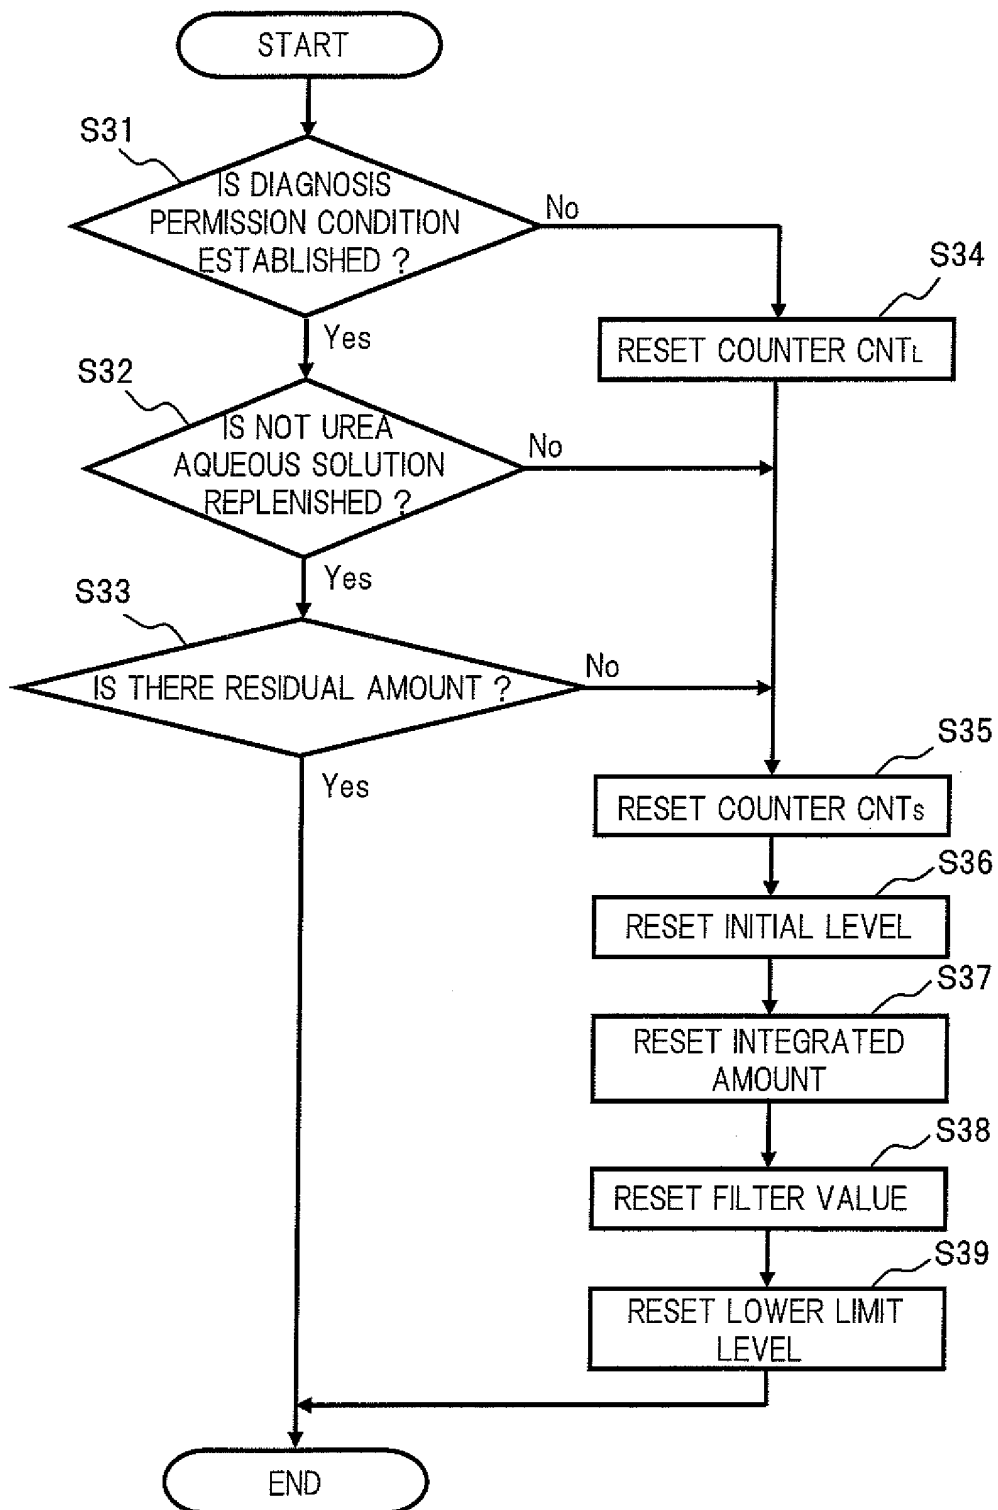 START
S31
IS DIAGNOSIS
PERMISSION CONDITION
ESTABLISHED ?
No
Yes
S34
RESET COUNTER CNTL
S32
IS NOT UREA
AQUEOUS SOLUTION
REPLENISHED ?
No
Yes
S33
IS THERE RESIDUAL AMOUNT ?
No
Yes
S35
RESET COUNTER CNTS
S36
RESET INITIAL LEVEL
S37
RESET INTEGRATED
AMOUNT
S38
RESET FILTER VALUE
S39
RESET LOWER LIMIT
LEVEL
END